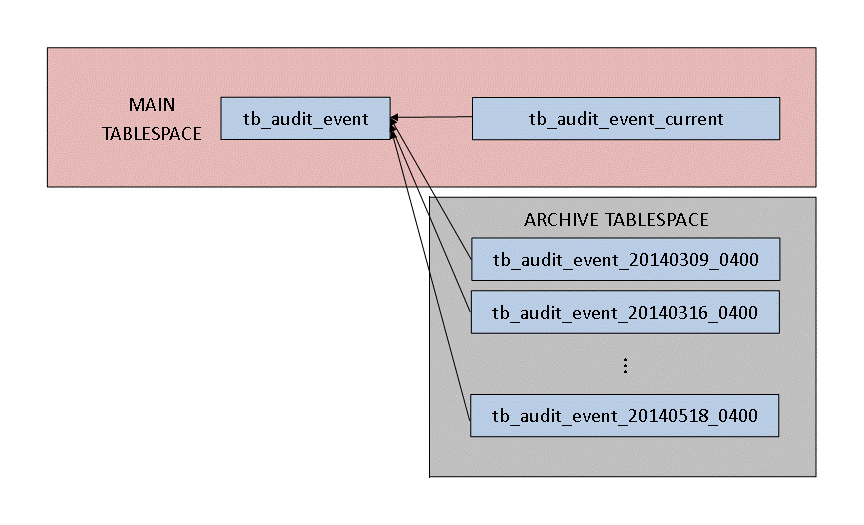 MAIN
TABLESPACE
tb_audit_event
tb_audit_event_current
ARCHIVE TABLESPACE
tb_audit_event_20140309_0400
tb_audit_event_20140316_0400
⋮
tb_audit_event_20140518_0400